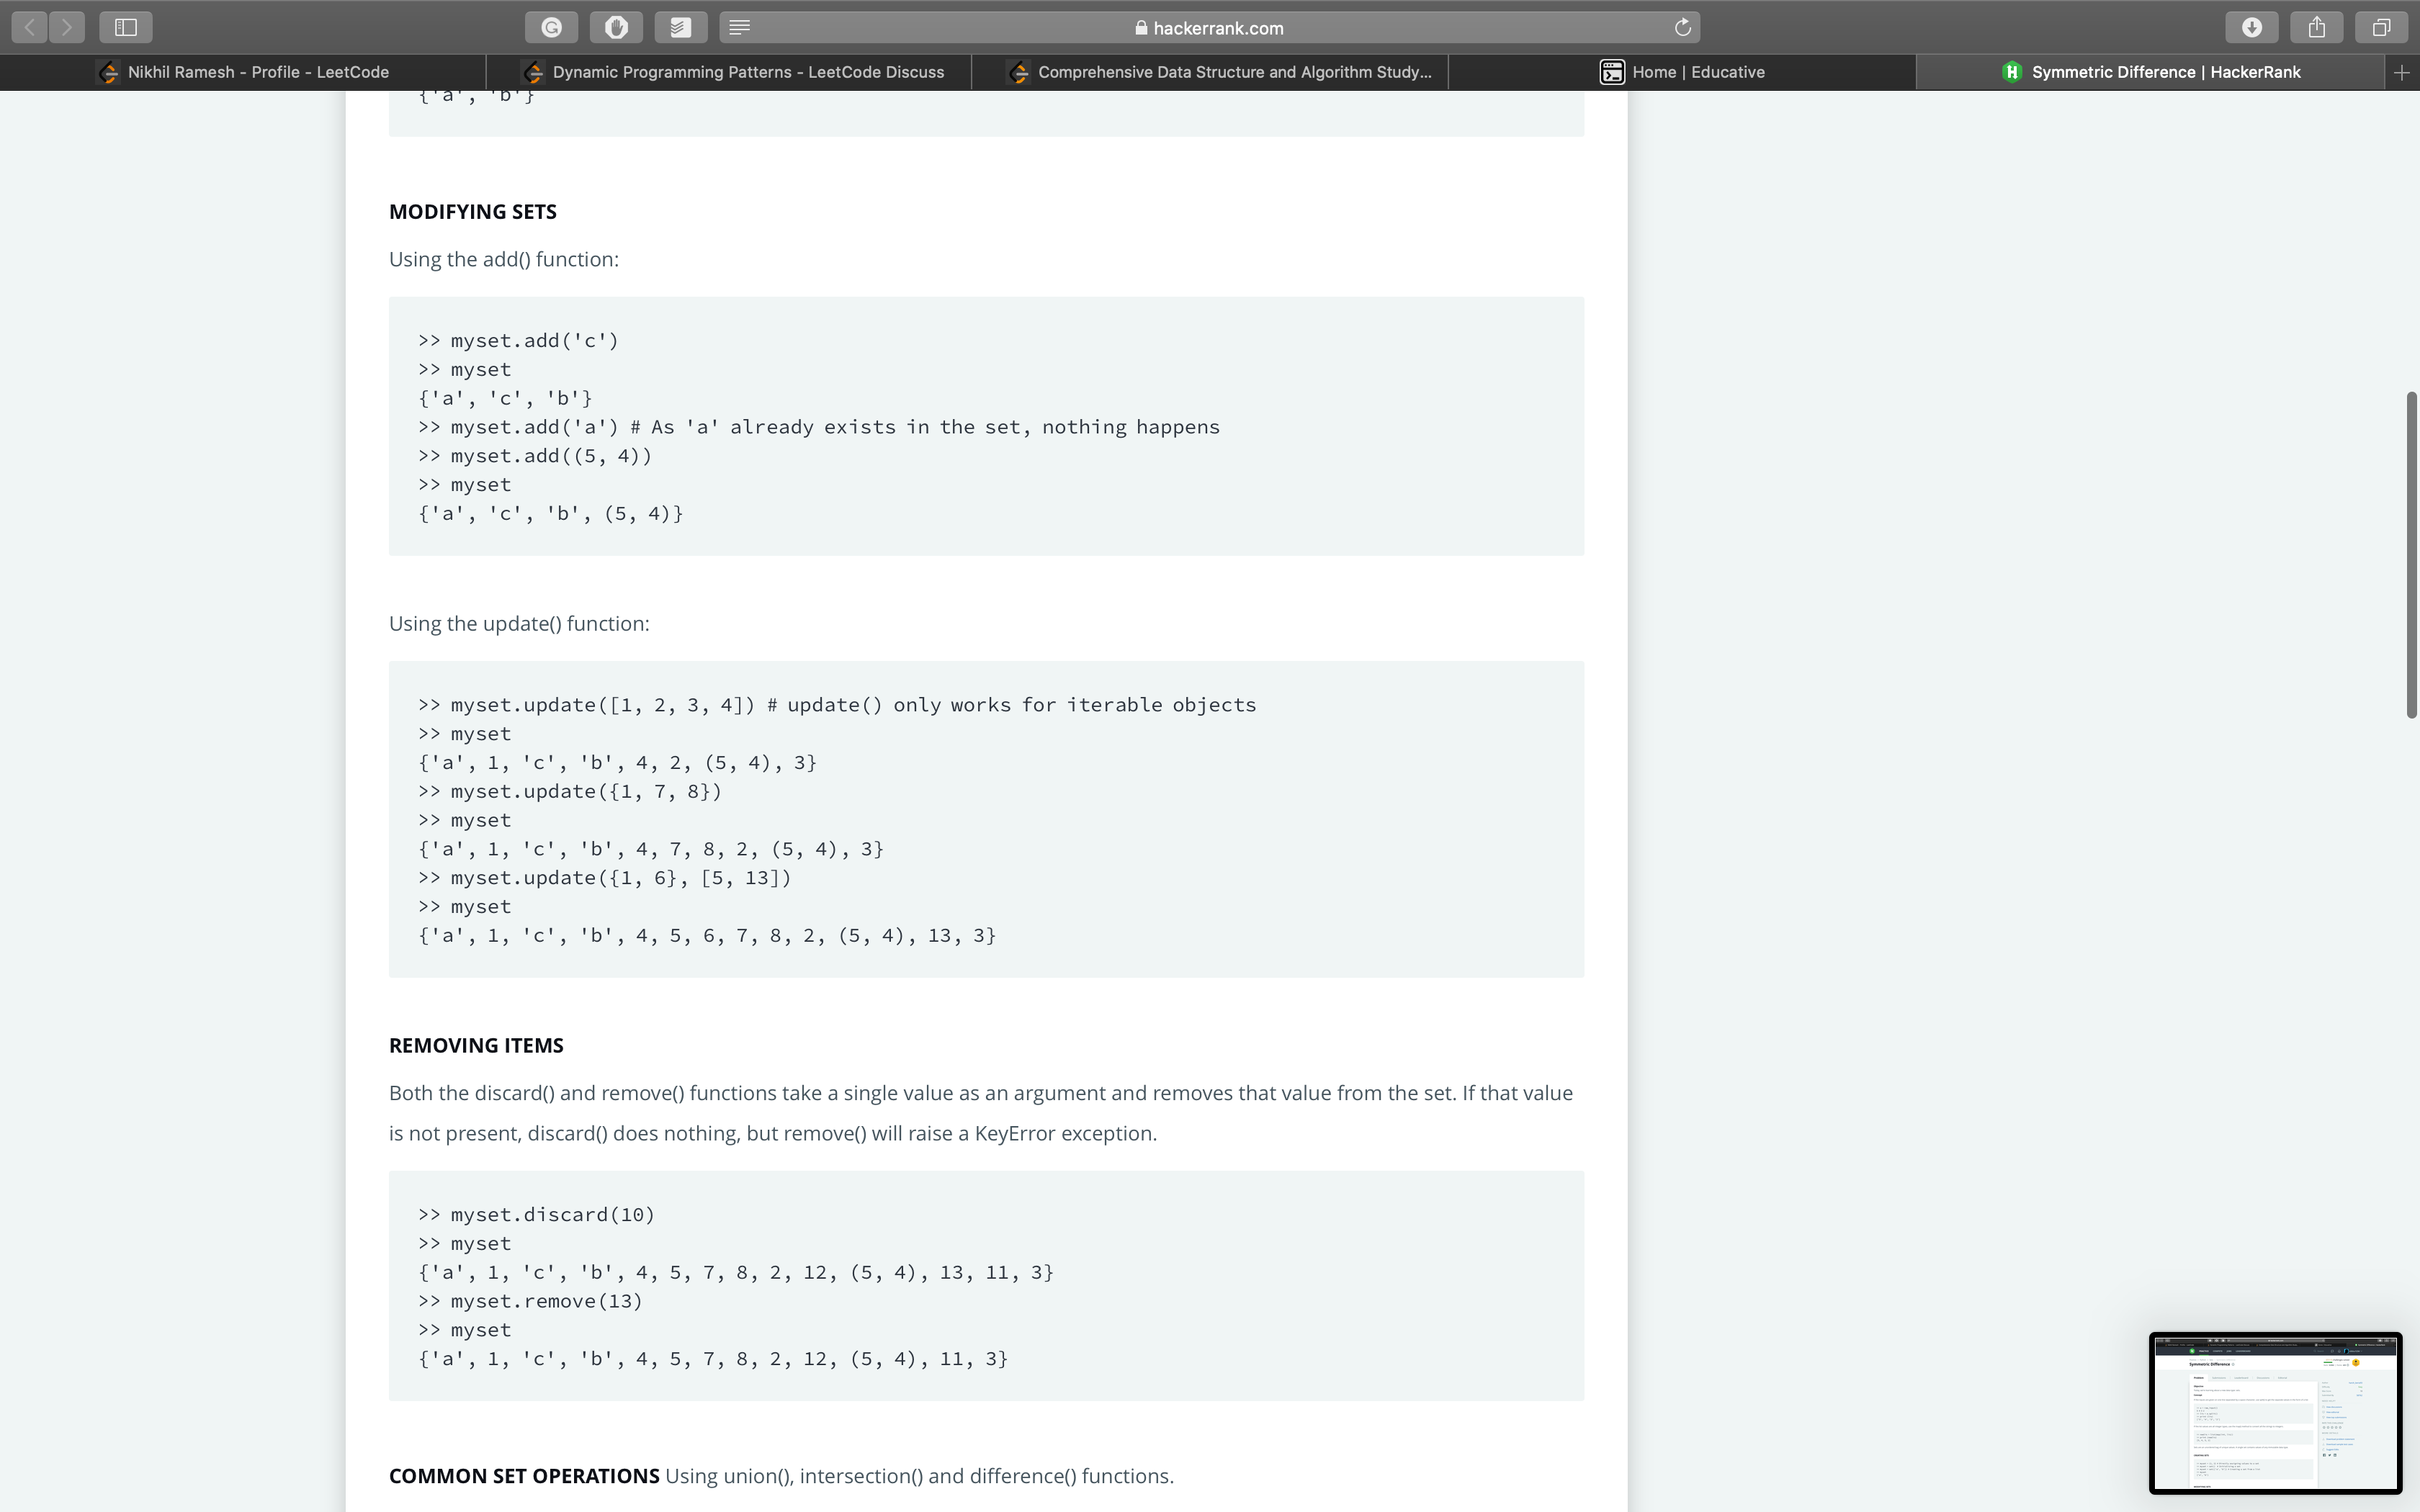 hackerrank.com
Nikhil Ramesh - Profile - LeetCode
Dynamic Programming Patterns - LeetCode Discuss
Comprehensive Data Structure and Algorithm Study...
Home | Educative
Symmetric Difference | HackerRank
{'a', 'b'}
MODIFYING SETS
Using the add() function:
>> myset.add('c')
>> myset
{'a', 'c', 'b'}
>> myset.add('a') # As 'a' already exists in the set, nothing happens
>> myset.add((5, 4))
>> myset
{'a', 'c', 'b', (5, 4)}
Using the update() function:
>> myset.update([1, 2, 3, 4]) # update() only works for iterable objects
>> myset
{'a', 1, 'c', 'b', 4, 2, (5, 4), 3}
>> myset.update({1, 7, 8})
>> myset
{'a', 1, 'c', 'b', 4, 7, 8, 2, (5, 4), 3}
>> myset.update({1, 6}, [5, 13])
>> myset
{'a', 1, 'c', 'b', 4, 5, 6, 7, 8, 2, (5, 4), 13, 3}
REMOVING ITEMS
Both the discard() and remove() functions take a single value as an argument and removes that value from the set. If that value
is not present, discard() does nothing, but remove() will raise a KeyError exception.
>> myset.discard(10)
>> myset
{'a', 1, 'c', 'b', 4, 5, 7, 8, 2, 12, (5, 4), 13, 11, 3}
>> myset.remove(13)
>> myset
{'a', 1, 'c', 'b', 4, 5, 7, 8, 2, 12, (5, 4), 11, 3}
COMMON SET OPERATIONS Using union(), intersection() and difference() functions.
Symmetric Difference